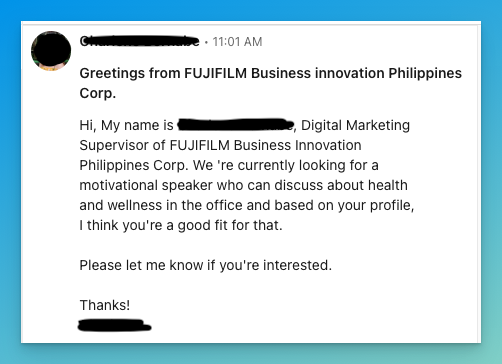 • 11:01 AM
Greetings from FUJIFILM Business innovation Philippines
Corp.
Hi, My name is , Digital Marketing
Supervisor of FUJIFILM Business Innovation
Philippines Corp. We 're currently looking for a
motivational speaker who can discuss about health
and wellness in the office and based on your profile,
I think you're a good fit for that.
Please let me know if you're interested.
Thanks!